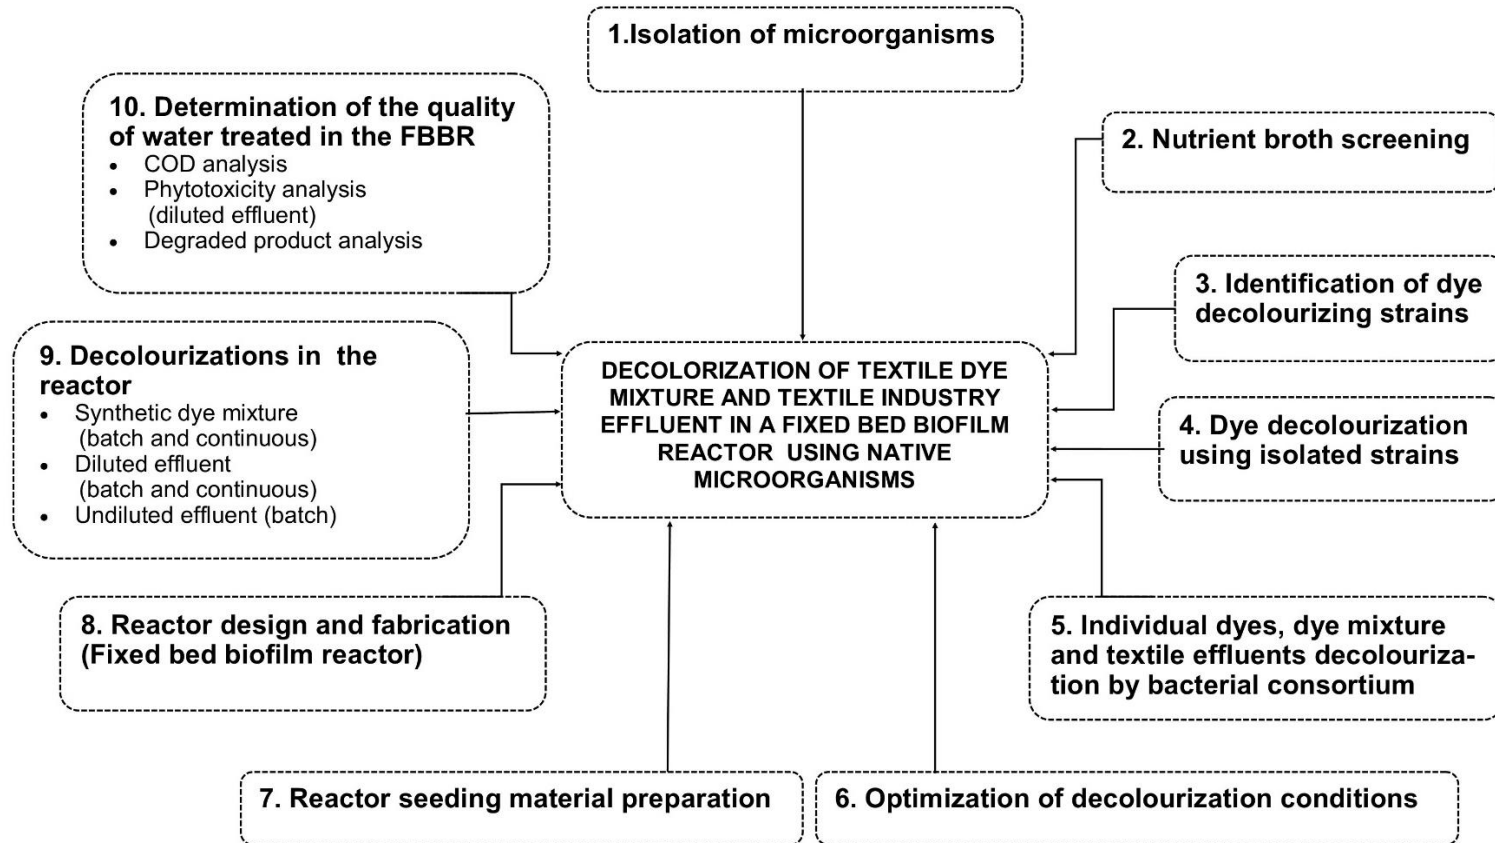 1.Isolation of microorganisms
2. Nutrient broth screening
3. Identification of dye
decolourizing strains
4. Dye decolourization
using isolated strains
5. Individual dyes, dye mixture
and textile effluents decolouriza-
tion by bacterial consortium
6. Optimization of decolourization conditions
7. Reactor seeding material preparation
8. Reactor design and fabrication
(Fixed bed biofilm reactor)
9. Decolourizations in the
reactor
• Synthetic dye mixture
(batch and continuous)
• Diluted effluent
(batch and continuous)
• Undiluted effluent (batch)
10. Determination of the quality
of water treated in the FBBR
• COD analysis
• Phytotoxicity analysis
(diluted effluent)
• Degraded product analysis
DECOLORIZATION OF TEXTILE DYE
MIXTURE AND TEXTILE INDUSTRY
EFFLUENT IN A FIXED BED BIOFILM
REACTOR USING NATIVE
MICROORGANISMS